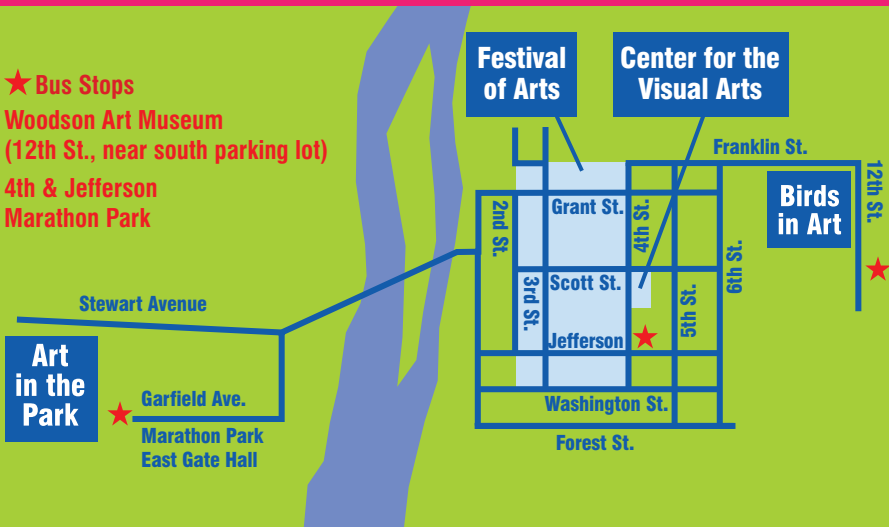 Bus Stops
Woodson Art Museum
(12th St., near south parking lot)
4th & Jefferson
Marathon Park
Festival
of Arts
Center for the
Visual Arts
Franklin St.
12th St.
Birds
in Art
Grant St.
2nd St.
4th St.
6th St.
Scott St.
3rd St.
5th St.
Jefferson
Washington St.
Forest St.
Stewart Avenue
Art
in the
Park
Garfield Ave.
Marathon Park
East Gate Hall